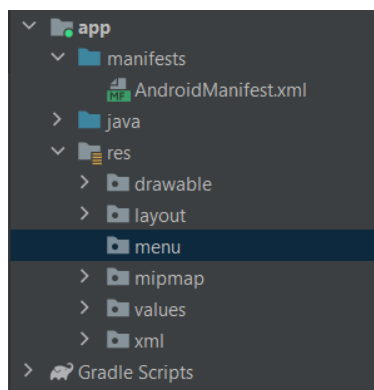 app
manifests
MF AndroidManifest.xml
java
res
drawable
layout
menu
mipmap
values
xml
Gradle Scripts